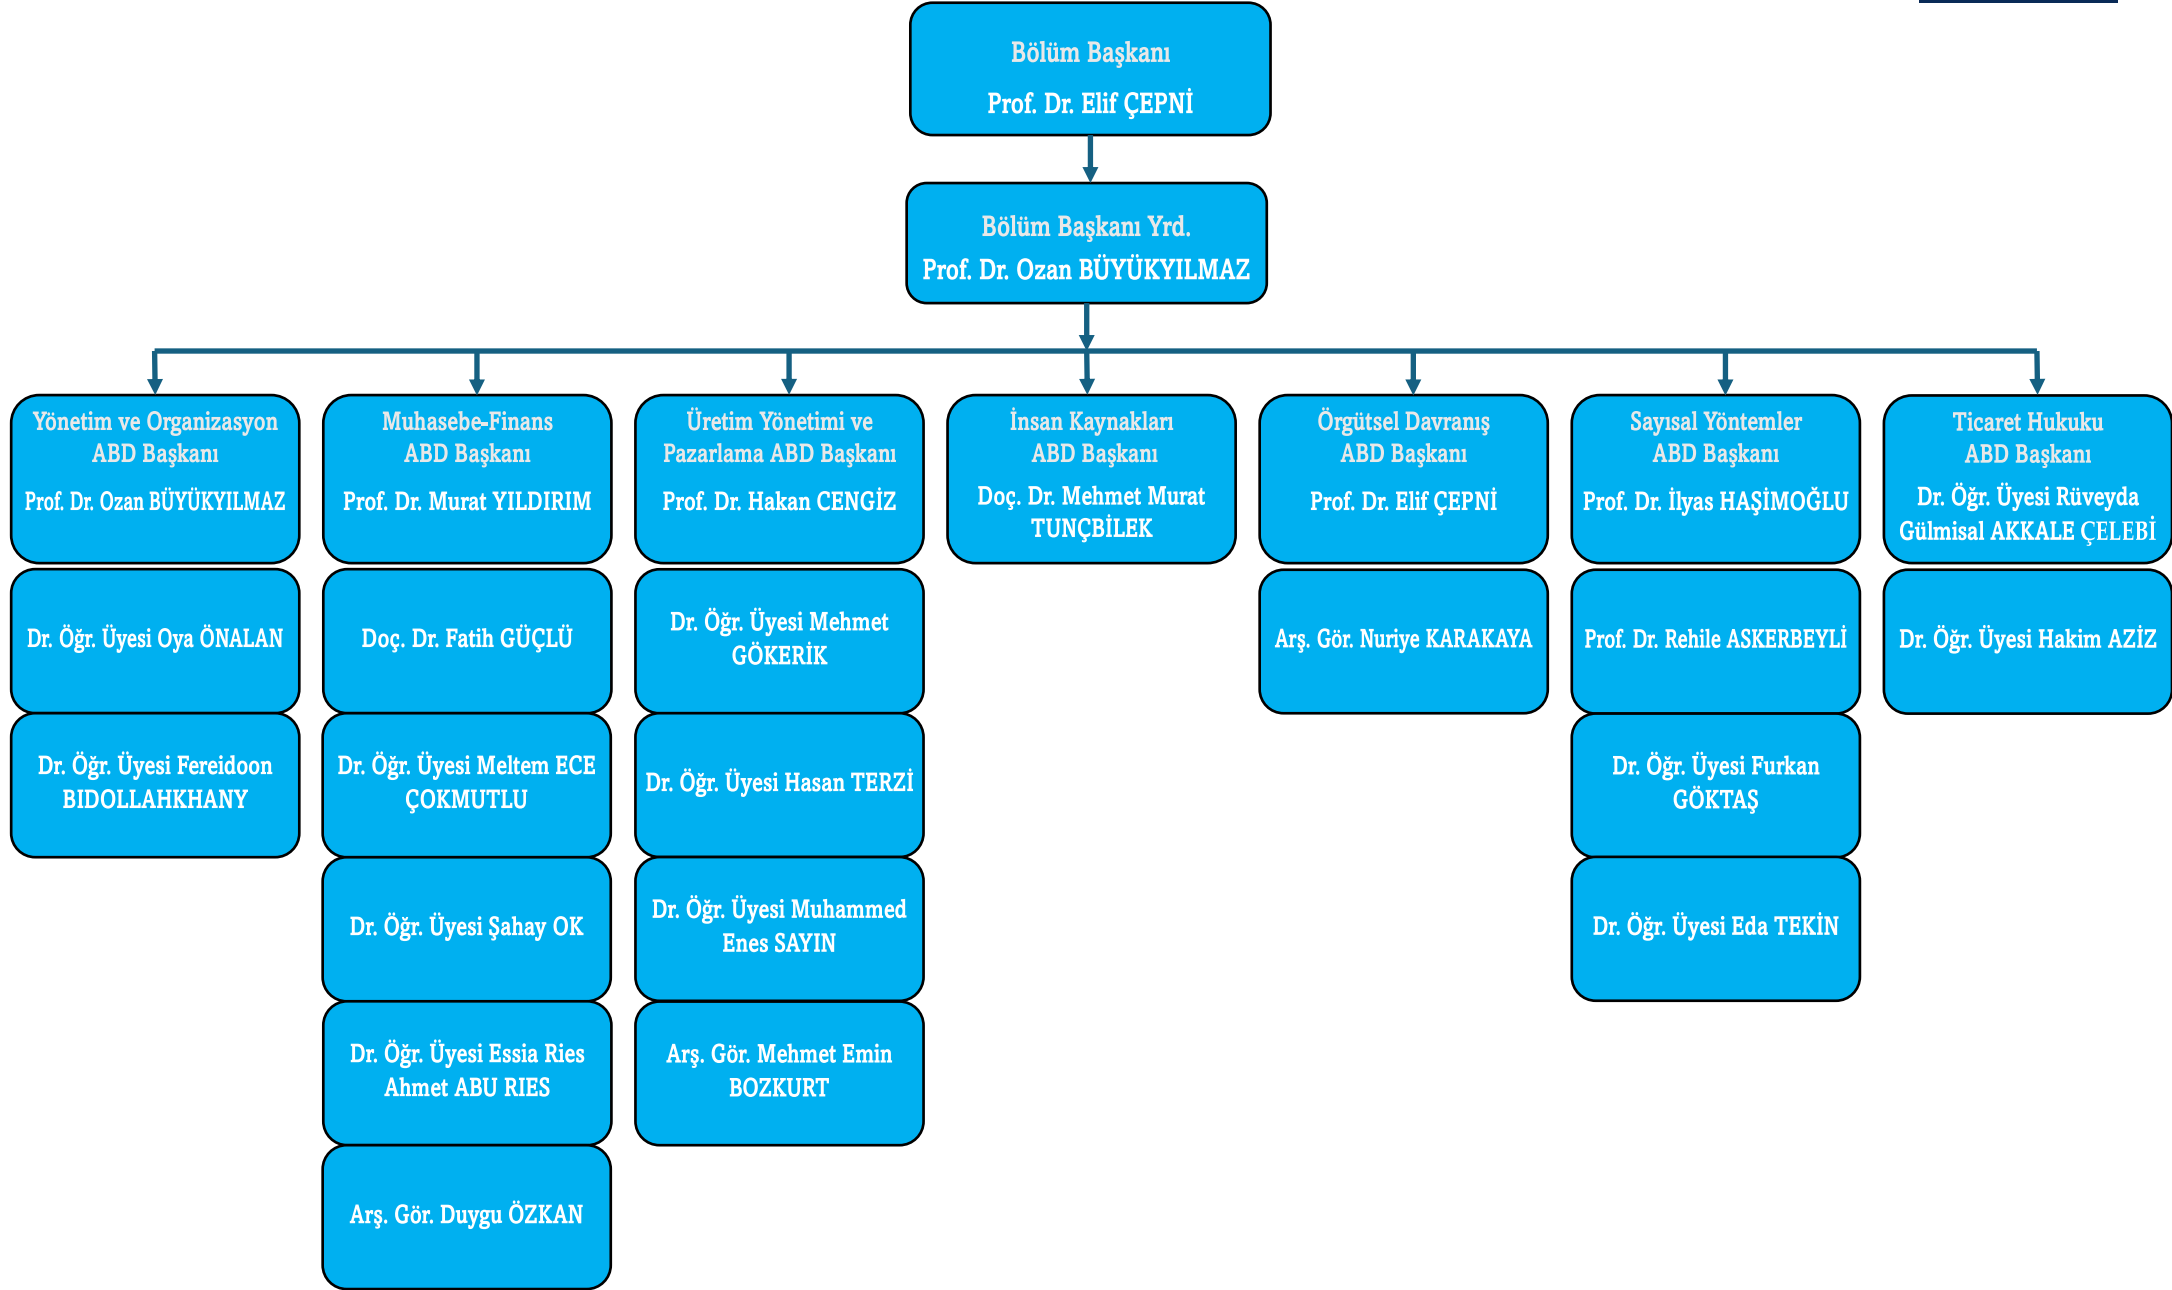 Bölüm Başkanı
Prof. Dr. Elif ÇEPNİ
Bölüm Başkanı Yrd.
Prof. Dr. Ozan BÜYÜKYILMAZ
Yönetim ve Organizasyon
ABD Başkanı
Prof. Dr. Ozan BÜYÜKYILMAZ
Dr. Öğr. Üyesi Oya ÖNALAN
Dr. Öğr. Üyesi Fereidoon
BIDOLLAHKHANY
Muhasebe-Finans
ABD Başkanı
Prof. Dr. Murat YILDIRIM
Doç. Dr. Fatih GÜÇLÜ
Dr. Öğr. Üyesi Meltem ECE
ÇOKMUTLU
Dr. Öğr. Üyesi Şahay OK
Dr. Öğr. Üyesi Essia Ries
Ahmet ABU RIES
Arş. Gör. Duygu ÖZKAN
Üretim Yönetimi ve
Pazarlama ABD Başkanı
Prof. Dr. Hakan CENGİZ
Dr. Öğr. Üyesi Mehmet
GÖKERİK
Dr. Öğr. Üyesi Hasan TERZİ
Dr. Öğr. Üyesi Muhammed
Enes SAYIN
Arş. Gör. Mehmet Emin
BOZKURT
İnsan Kaynakları
ABD Başkanı
Doç. Dr. Mehmet Murat
TUNÇBİLEK
Örgütsel Davranış
ABD Başkanı
Prof. Dr. Elif ÇEPNİ
Arş. Gör. Nuriye KARAKAYA
Sayısal Yöntemler
ABD Başkanı
Prof. Dr. İlyas HAŞİMOĞLU
Prof. Dr. Rehile ASKERBEYLİ
Dr. Öğr. Üyesi Furkan
GÖKTAŞ
Dr. Öğr. Üyesi Eda TEKİN
Ticaret Hukuku
ABD Başkanı
Dr. Öğr. Üyesi Rüveyda
Gülmisal AKKALE ÇELEBİ
Dr. Öğr. Üyesi Hakim AZİZ